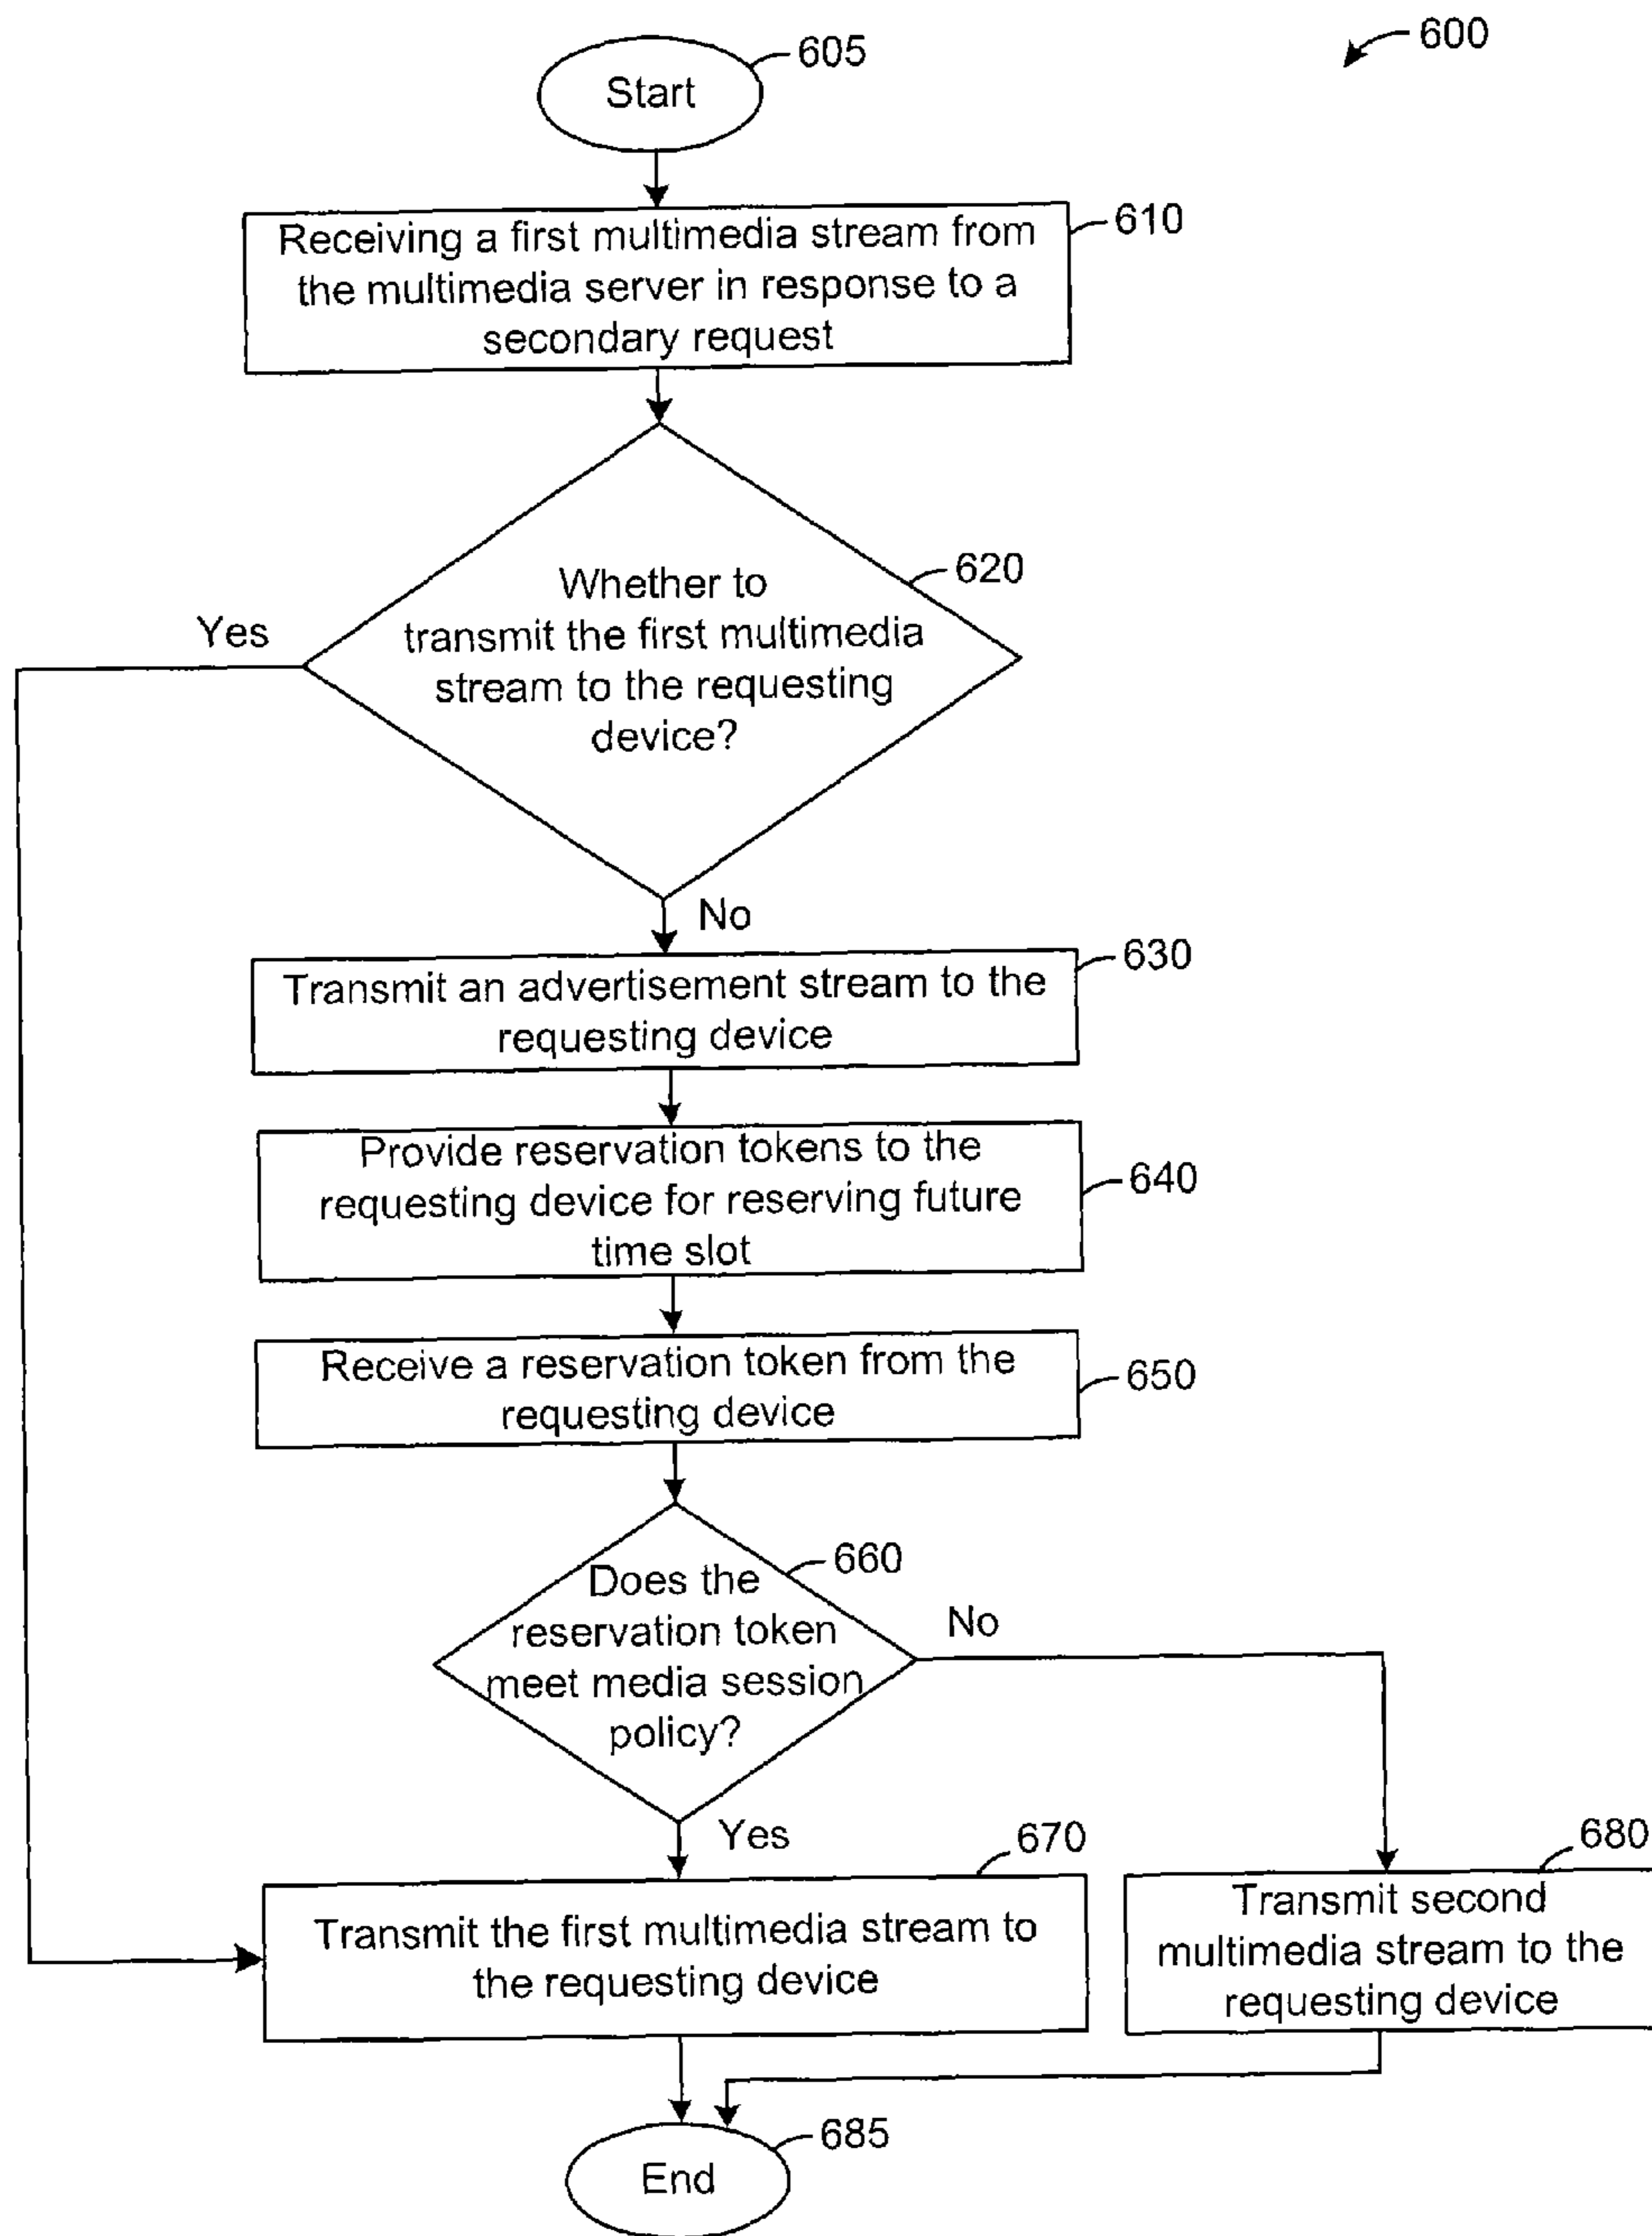 600
605
Start
610
Receiving a first multimedia stream from
the multimedia server in response to a
secondary request
620
Whether to
transmit the first multimedia
stream to the requesting
device?
Yes
No
630
Transmit an advertisement stream to the
requesting device
640
Provide reservation tokens to the
requesting device for reserving future
time slot
650
Receive a reservation token from the
requesting device
660
Does the
reservation token
meet media session
policy?
No
Yes
670
Transmit the first multimedia stream to
the requesting device
680
Transmit second
multimedia stream to the
requesting device
685
End